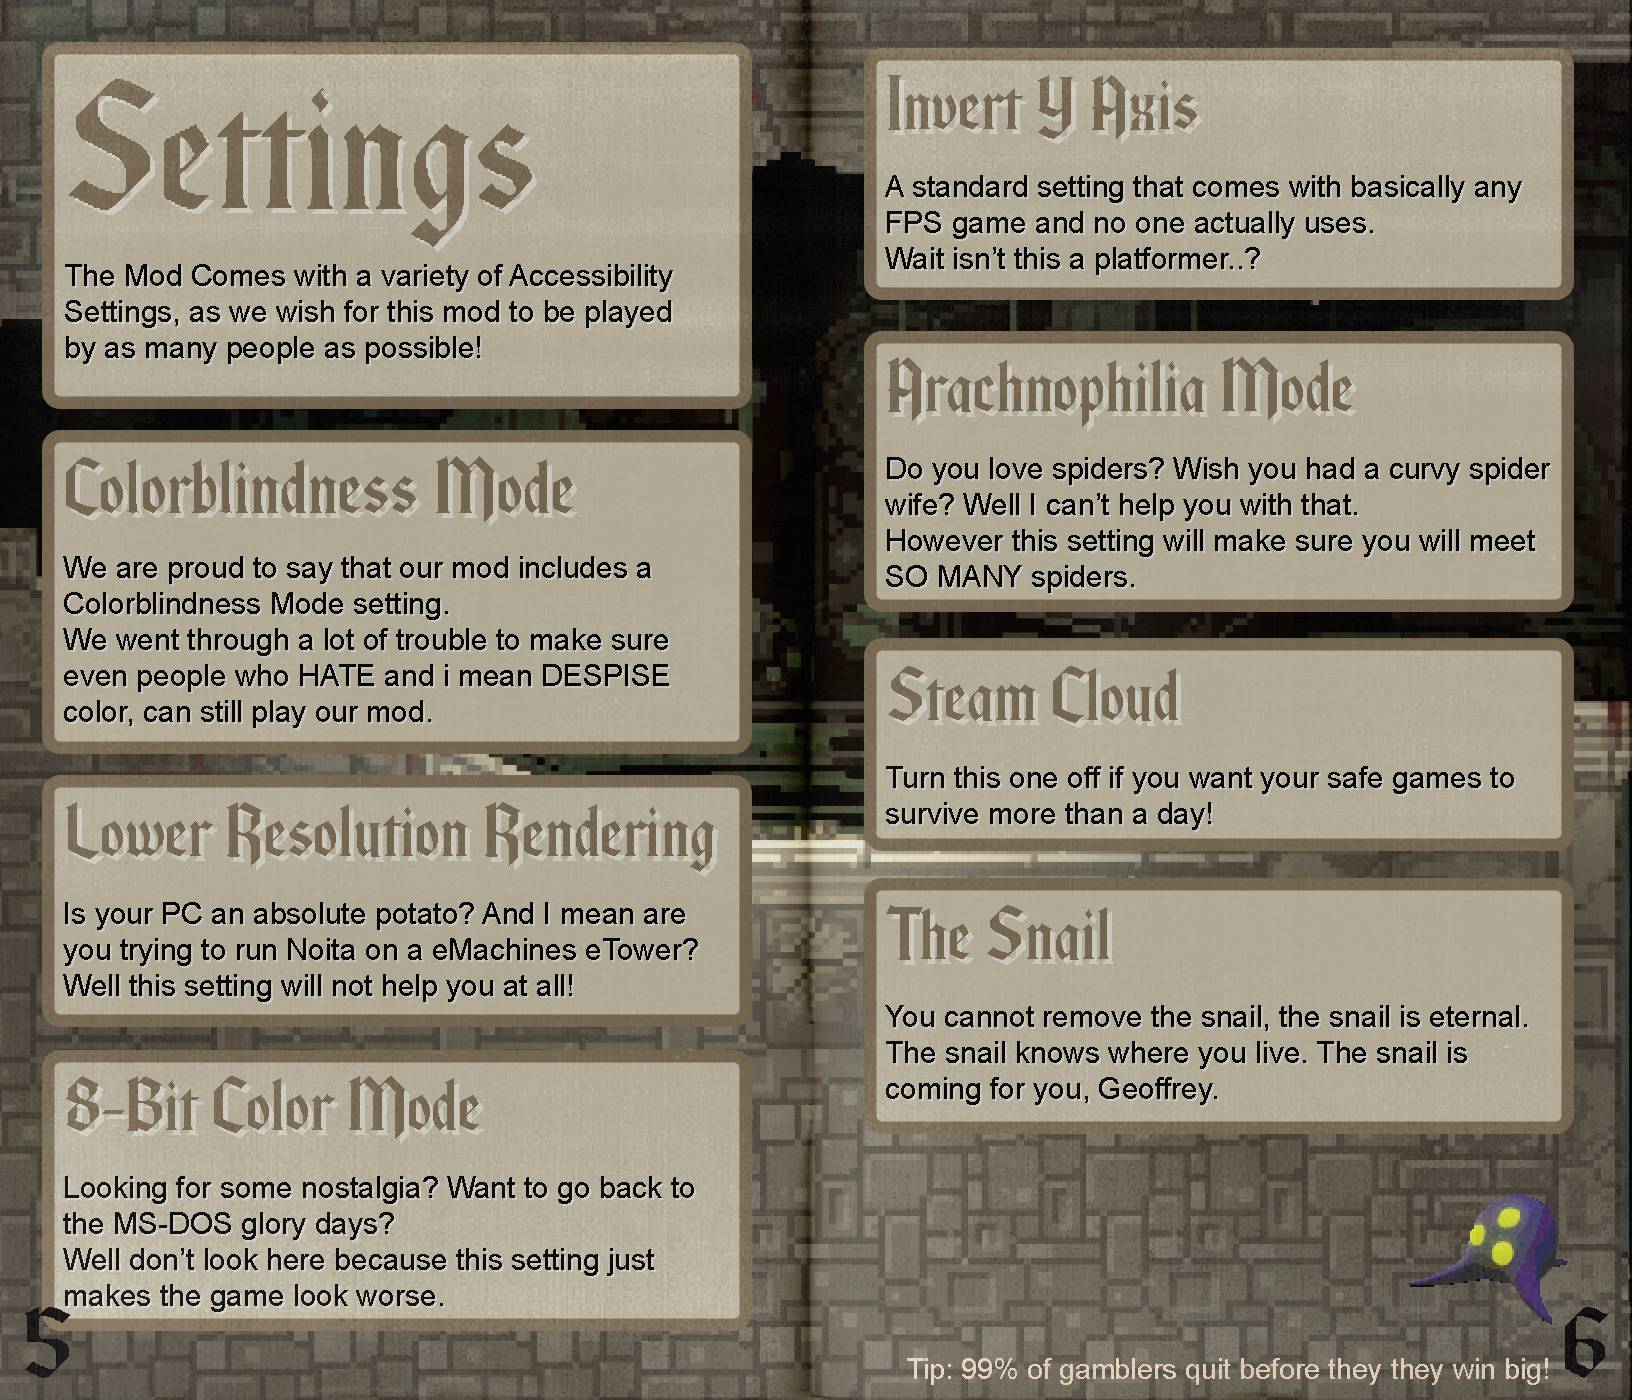 Settings
The Mod Comes with a variety of Accessibility
Settings, as we wish for this mod to be played
by as many people as possible!
Colorblindness Mode
We are proud to say that our mod includes a
Colorblindness Mode setting.
We went through a lot of trouble to make sure
even people who HATE and i mean DESPISE
color, can still play our mod.
Lower Resolution Rendering
Is your PC an absolute potato? And I mean are
you trying to run Noita on a eMachines eTower?
Well this setting will not help you at all!
8-Bit Color Mode
Looking for some nostalgia? Want to go back to
the MS-DOS glory days?
Well don't look here because this setting just
makes the game look worse.
5
Invert Y Axis
A standard setting that comes with basically any
FPS game and no one actually uses.
Wait isn't this a platformer..?
Arachnophilia Mode
Do you love spiders? Wish you had a curvy spider
wife? Well I can't help you with that.
However this setting will make sure you will meet
SO MANY spiders.
Steam Cloud
Turn this one off if you want your safe games to
survive more than a day!
The Snail
You cannot remove the snail, the snail is eternal.
The snail knows where you live. The snail is
coming for you, Geoffrey.
Tip: 99% of gamblers quit before they they win big!
6